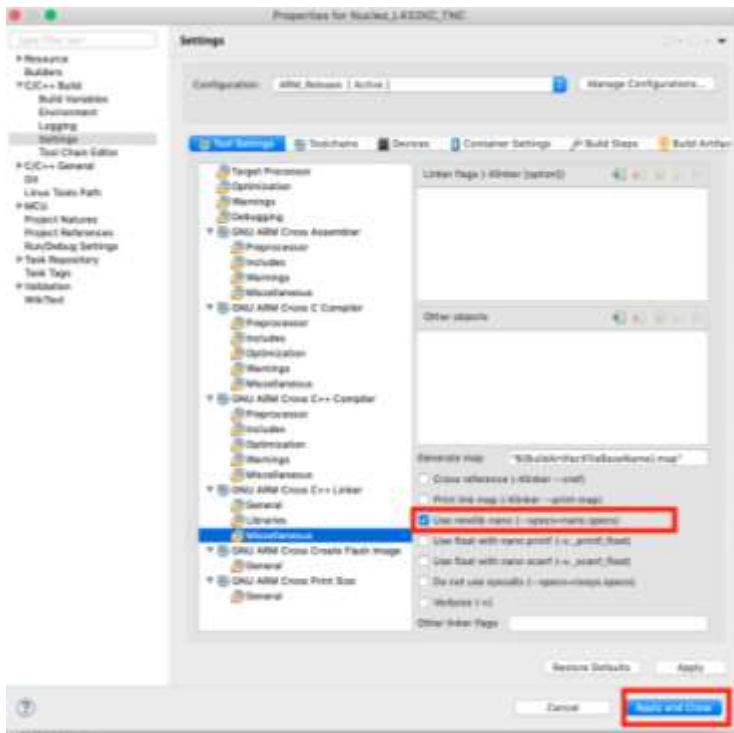 Properties for Nucleo_L432KC_TNC
Settings
Resource
Builders
C/C++ Build
Build Variables
Environment
Logging
Settings
Tool Chain Editor
C/C++ General
Git
Linux Tools Path
MCU
Project Natures
Project References
Run/Debug Settings
Task Repository
Task Tags
Validation
WikiText
Configuration: ARM_Release [ Active ]
Manage Configurations...
Tool Settings
Toolchains
Devices
Container Settings
Build Steps
Build Artifac
Target Processor
Optimization
Warnings
Debugging
GNU ARM Cross Assembler
Preprocessor
Includes
Warnings
Miscellaneous
GNU ARM Cross C Compiler
Preprocessor
Includes
Optimization
Warnings
Miscellaneous
GNU ARM Cross C++ Compiler
Preprocessor
Includes
Optimization
Warnings
Miscellaneous
GNU ARM Cross C++ Linker
General
Libraries
Miscellaneous
GNU ARM Cross Create Flash Image
General
GNU ARM Cross Print Size
General
Linker flags (-Xlinker [option])
Other objects
Generate map "${BuildArtifactFileBaseName}.map"
Cross reference (-Xlinker --cref)
Print link map (-Xlinker --print-map)
Use newlib-nano (--specs=nano.specs)
Use float with nano printf (-u _printf_float)
Use float with nano scanf (-u _scanf_float)
Do not use syscalls (--specs=nosys.specs)
Verbose (-v)
Other linker flags
Restore Defaults
Apply
?
Cancel
Apply and Close